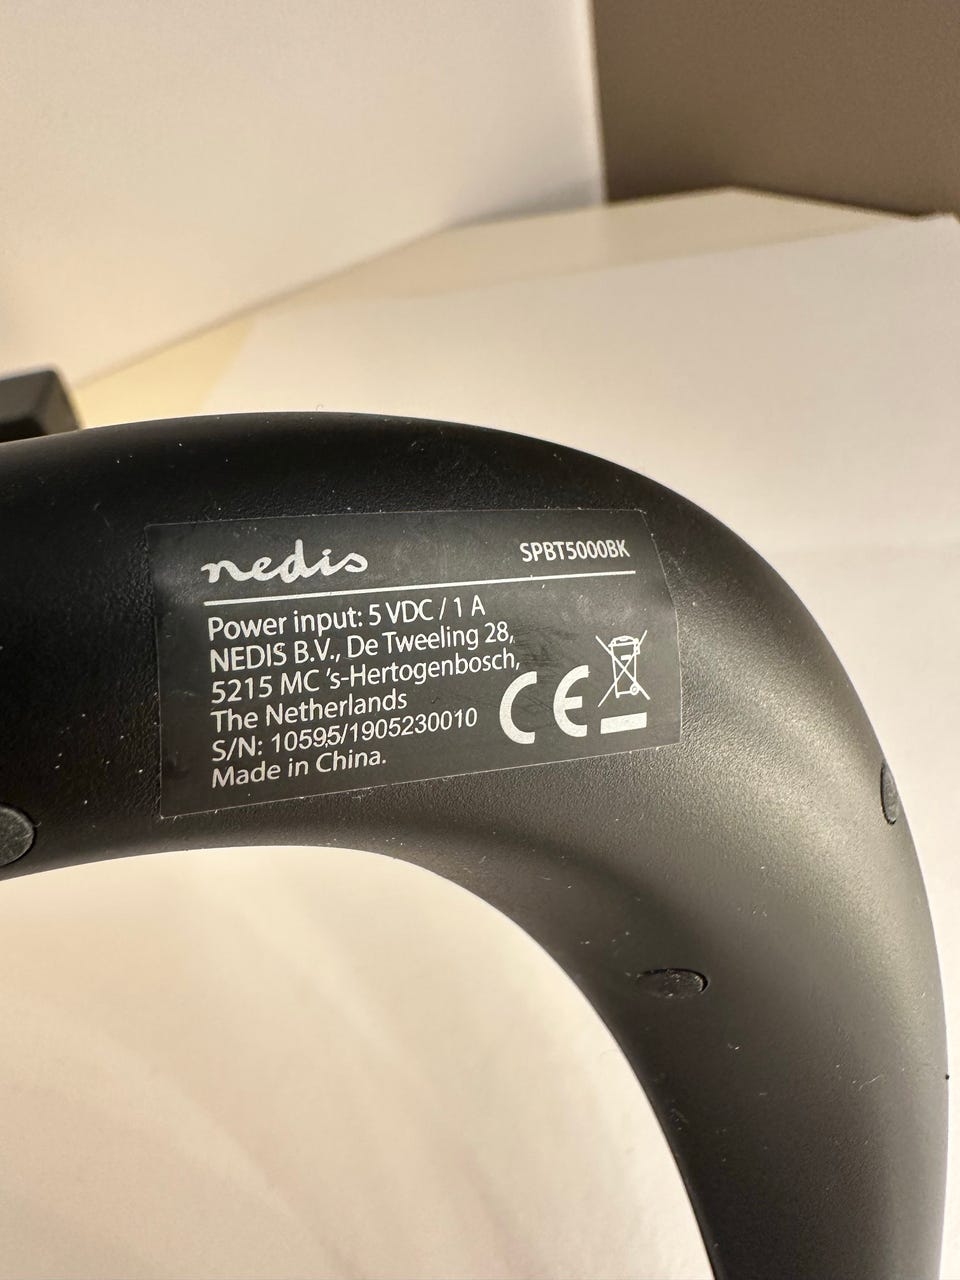 nedis
SPBT5000BK
Power input: 5 VDC / 1 A
NEDIS B.V., De Tweeling 28,
5215 MC ‘s-Hertogenbosch,
The Netherlands
S/N: 10595/1905230010
Made in China.
CE